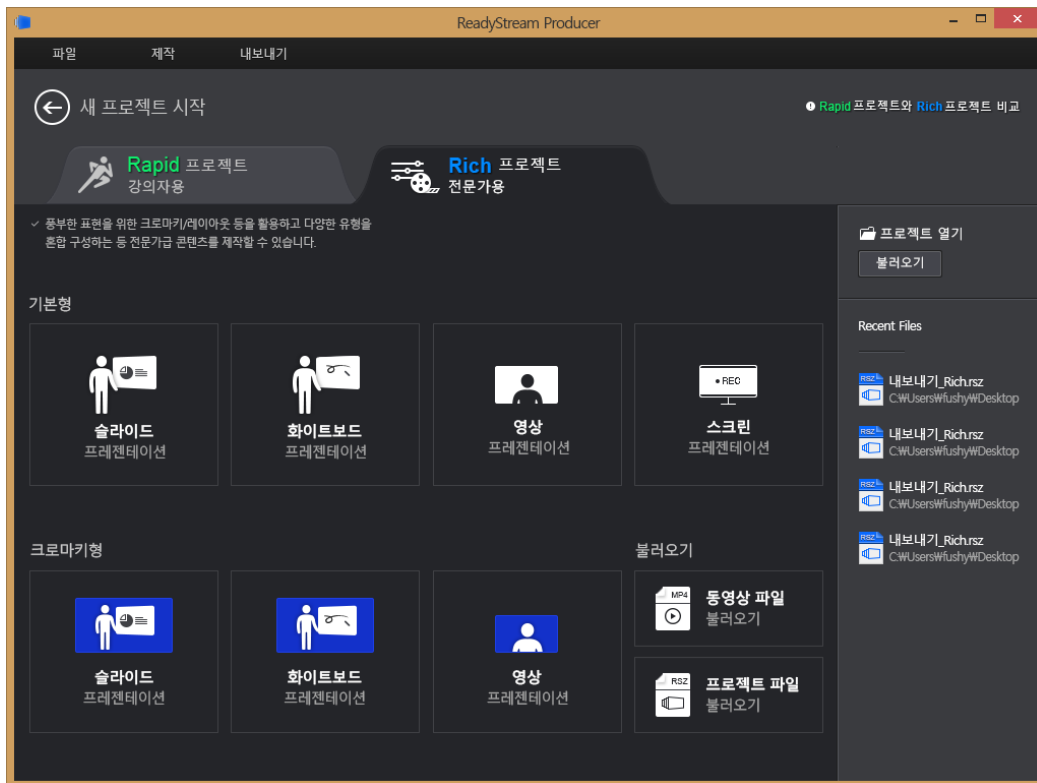 ReadyStream Producer
파일 제작 내보내기
새 프로젝트 시작
Rapid 프로젝트와 Rich 프로젝트 비교
Rapid 프로젝트
강의자용
Rich 프로젝트
전문가용
✓ 풍부한 표현을 위한 크로마키/레이아웃 등을 활용하고 다양한 유형을
혼합 구성하는 등 전문가급 콘텐츠를 제작할 수 있습니다.
기본형
슬라이드
프레젠테이션
화이트보드
프레젠테이션
영상
프레젠테이션
• REC
스크린
프레젠테이션
크로마키형
슬라이드
프레젠테이션
화이트보드
프레젠테이션
영상
프레젠테이션
불러오기
MP4
동영상 파일
불러오기
RSZ
프로젝트 파일
불러오기
프로젝트 열기
불러오기
Recent Files
RSZ
내보내기_Rich.rsz
C:₩Users₩fushy₩Desktop
RSZ
내보내기_Rich.rsz
C:₩Users₩fushy₩Desktop
RSZ
내보내기_Rich.rsz
C:₩Users₩fushy₩Desktop
RSZ
내보내기_Rich.rsz
C:₩Users₩fushy₩Desktop